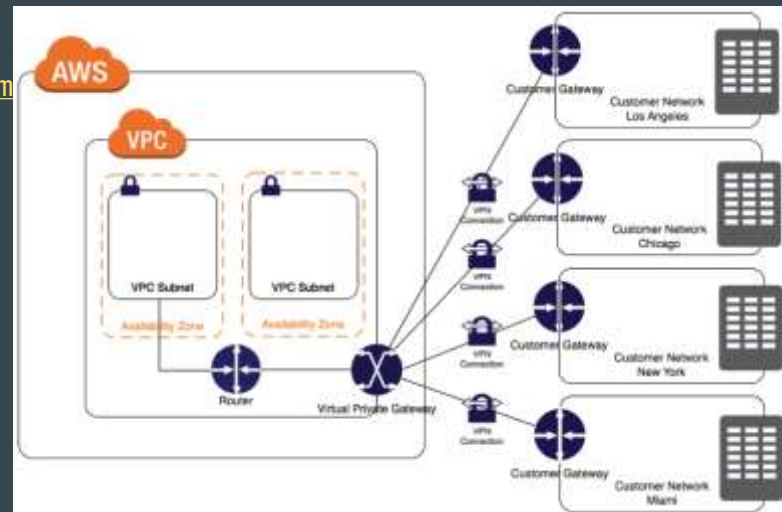 m
AWS
VPC
VPC Subnet
VPC Subnet
Availability Zone
Availability Zone
Router
Virtual Private Gateway
VPN
Connection
VPN
Connection
VPN
Connection
VPN
Connection
Customer Gateway
Customer Network
Los Angeles
Customer Gateway
Customer Network
Chicago
Customer Gateway
Customer Network
New York
Customer Gateway
Customer Network
Miami